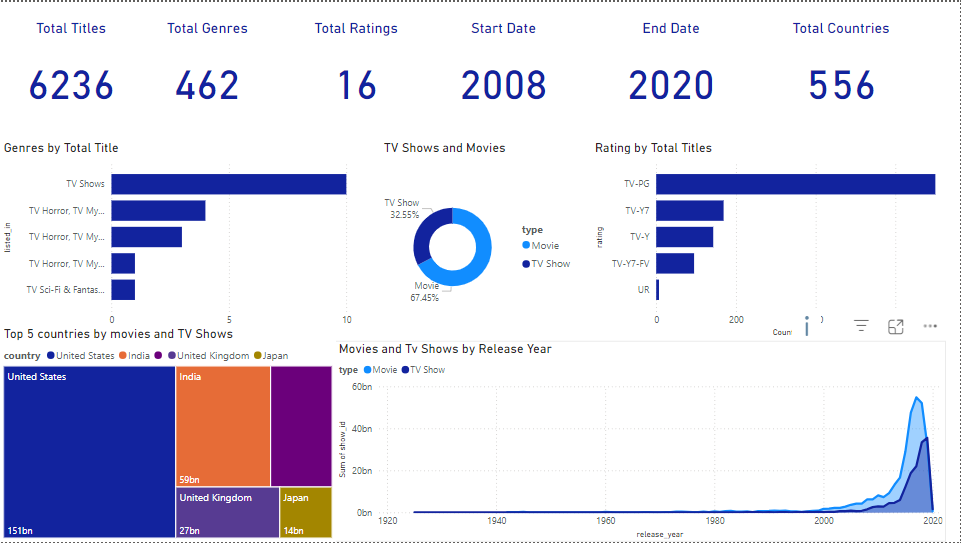 Total Titles
Total Genres
Total Ratings
Start Date
End Date
Total Countries
6236
462
16
2008
2020
556
Genres by Total Title
listed_in
TV Shows
TV Horror, TV My...
TV Horror, TV My...
TV Horror, TV My...
TV Sci-Fi & Fantas...
0
5
10
TV Shows and Movies
TV Show
32.55%
Movie
67.45%
type
Movie
TV Show
Rating by Total Titles
rating
TV-PG
TV-Y7
TV-Y
TV-Y7-FV
UR
0
200
0
Top 5 countries by movies and TV Shows
country
United States
India
United Kingdom
Japan
United States
151bn
India
59bn
United Kingdom
27bn
Japan
14bn
Movies and Tv Shows by Release Year
type
Movie
TV Show
Sum of show_id
60bn
40bn
20bn
0bn
1920
1940
1960
1980
2000
2020
release_year